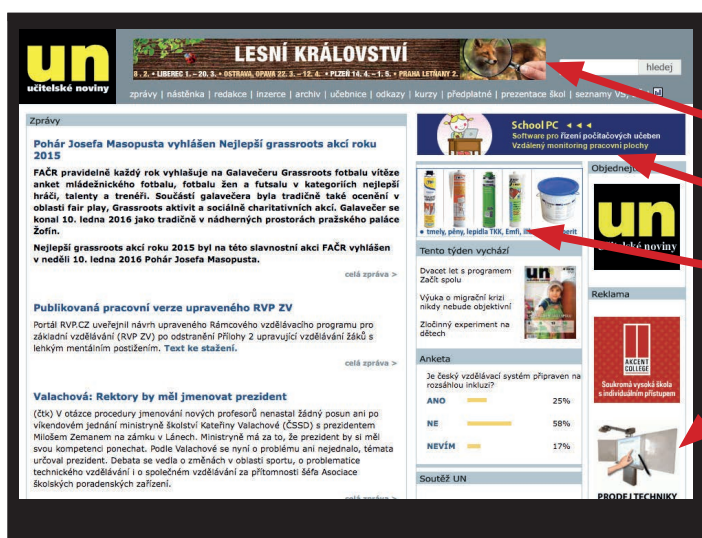 un
učitelské noviny
LESNÍ KRÁLOVSTVÍ
8.2. • LIBEREC 1. – 20. 3. • OSTRAVA, OPAVA 22. 3. – 12. 4. • PLZEŇ 14. 4. – 1. 5. • PRAHA LETŇANY 2.
hledej
zprávy | nástěnka | redakce | inzerce | archiv | učebnice | odkazy | kurzy | předplatné | prezentace škol | seznamy VŠ,
Zprávy
Pohár Josefa Masopusta vyhlášen Nejlepší grassroots akcí roku
2015
FAČR pravidelně každý rok vyhlašuje na Galavečeru Grassroots fotbalu vítěze
anket mládežnického fotbalu, fotbalu žen a futsalu v kategoriích nejlepší
hráči, talenty a trenéři. Součástí galavečera byla tradičně také ocenění v
oblasti fair play, Grassroots aktivit a sociálně charitativních akcí. Galavečer se
konal 10. ledna 2016 jako tradičně v nádherných prostorách pražského paláce
Žofín.
Nejlepší grassroots akcí roku 2015 byl na této slavnostní akci FAČR vyhlášen
v neděli 10. ledna 2016 Pohár Josefa Masopusta.
celá zpráva >
Publikovaná pracovní verze upraveného RVP ZV
Portál RVP.CZ uveřejnil návrh upraveného Rámcového vzdělávacího programu pro
základní vzdělávání (RVP ZV) po odstranění Přílohy 2 upravující vzdělávání žáků s
lehkým mentálním postižením. Text ke stažení.
celá zpráva >
Valachová: Rektory by měl jmenovat prezident
(čtk) V otázce procedury jmenování nových profesorů nenastal žádný posun ani po
víkendovém jednání ministryně školství Kateřiny Valachové (ČSSD) s prezidentem
Milošem Zemanem na zámku v Lánech. Ministryně má za to, že prezident by si měl
svou kompetenci ponechat. Podle Valachové se nyní o problému ani nejednalo, témata
určoval prezident. Debata se vedla o změnách v oblasti sportu, o problematice
technického vzdělávání i o společném vzdělávání za přítomnosti šéfa Asociace
školských poradenských zařízení.
celá zpráva >
School PC
Software pro řízení počítačových učeben
Vzdálený monitoring pracovní plochy
• tmely, pěny, lepidla TKK, Emfi,
Tento týden vychází
Dvacet let s programem
Začít spolu
Výuka o migrační krizi
nikdy nebude objektivní
Zločinný experiment na
dětech
un
Anketa
Je český vzdělávací systém připraven na
rozsáhlou inkluzi?
ANO 25%
NE 58%
NEVÍM 17%
Soutěž UN
Objednejte
un
učitelské noviny
Reklama
AKCENT
COLLEGE
Soukromá vysoká škola
s individuálním přístupem
PRODEJ TECHNIKY